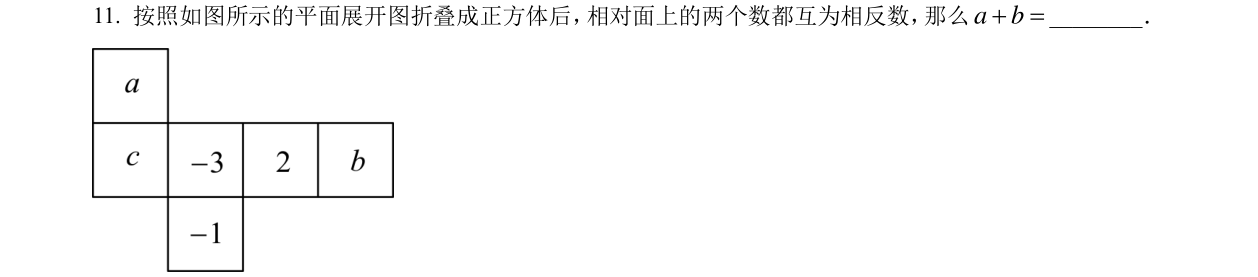 11. 按照如图所示的平面展开图折叠成正方体后，相对面上的两个数都互为相反数，那么 a+b=________.
a
c −3 2 b
−1